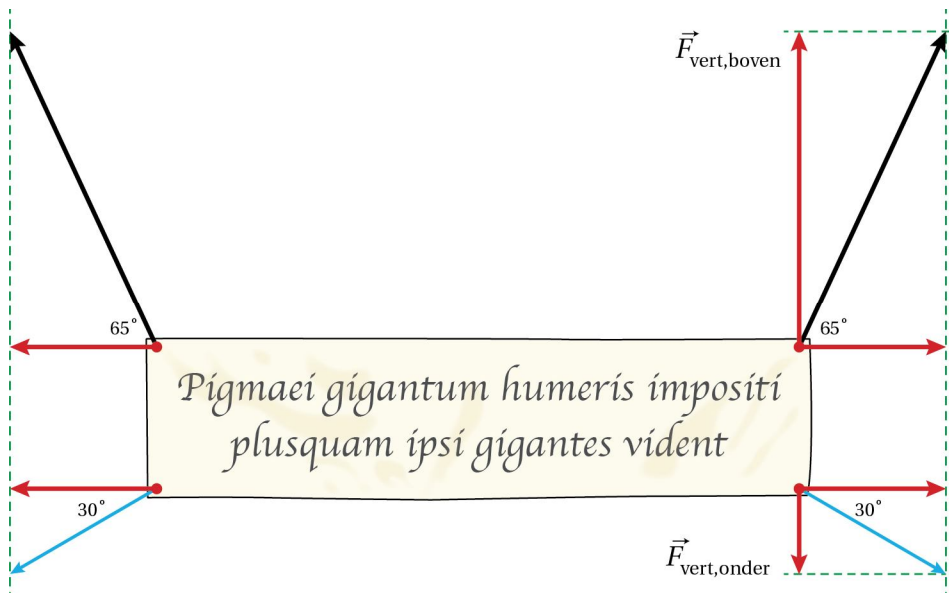 F⃗vert,boven
65°
65°
Pigmaei gigantum humeris impositi
plusquam ipsi gigantes vident
30°
30°
F⃗vert,onder